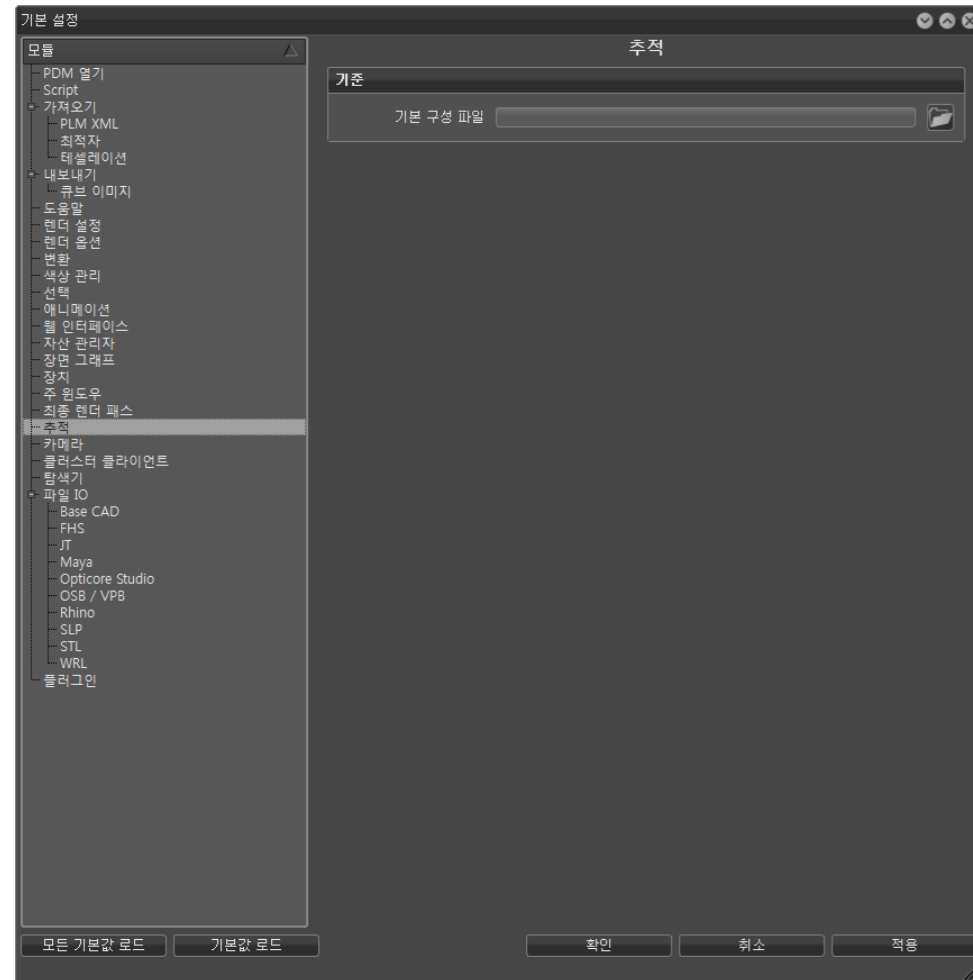 기본 설정
모듈
PDM 열기
Script
가져오기
PLM XML
최적자
테셀레이션
내보내기
큐브 이미지
도움말
렌더 설정
렌더 옵션
변환
색상 관리
선택
애니메이션
웹 인터페이스
자산 관리자
장면 그래프
장치
주 윈도우
최종 렌더 패스
추적
카메라
클러스터 클라이언트
탐색기
파일 IO
Base CAD
FHS
JT
Maya
Opticore Studio
OSB / VPB
Rhino
SLP
STL
WRL
플러그인
추적
기준
기본 구성 파일
모든 기본값 로드 기본값 로드 확인 취소 적용